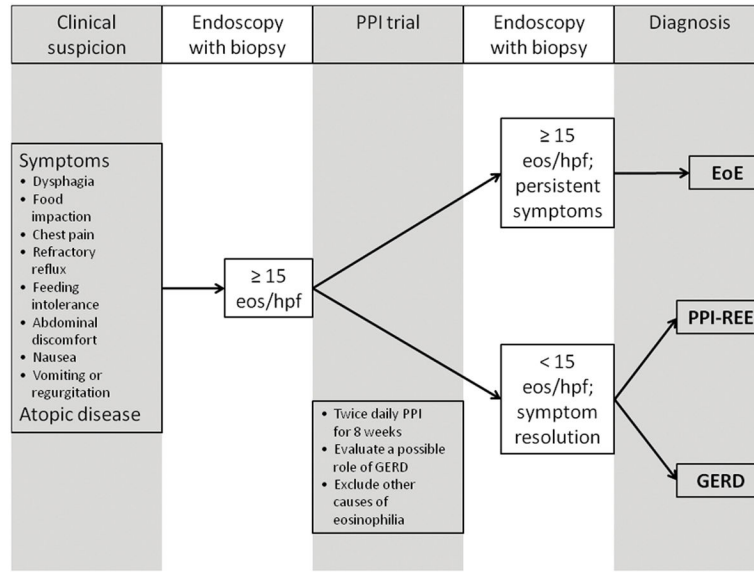 Clinical
suspicion
Endoscopy
with biopsy
PPI trial
Endoscopy
with biopsy
Diagnosis
Symptoms
• Dysphagia
• Food
impaction
• Chest pain
• Refractory
reflux
• Feeding
intolerance
• Abdominal
discomfort
• Nausea
• Vomiting or
regurgitation
Atopic disease
≥ 15
eos/hpf
• Twice daily PPI
for 8 weeks
• Evaluate a possible
role of GERD
• Exclude other
causes of
eosinophilia
≥ 15
eos/hpf;
persistent
symptoms
< 15
eos/hpf;
symptom
resolution
EoE
PPI-REE
GERD